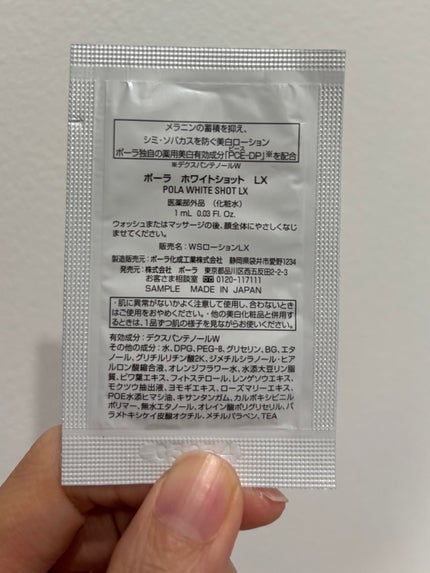 メラニンの蓄積を抑え、
シミ・ソバカスを防ぐ美白ローション
ポーラ独自の薬用美白有効成分「PCE-DP」※を配合
ピース
※デクスパンテノールW
ポーラ ホワイトショット LX
POLA WHITE SHOT LX
医薬部外品 〈化粧水〉
1 mL 0.03 Fl. Oz.
ウォッシュまたはマッサージの後、顔全体にやさしくなじ
ませてください。
販売名：WSローションLX
製造販売元：ポーラ化成工業株式会社 静岡県袋井市愛野1234
発売元：株式会社 ポーラ 東京都品川区西五反田2-2-3
お客さま相談室 0120-117111
SAMPLE MADE IN JAPAN
・肌に異常がないかよく注意して使用し、合わないときはご使用をおやめください。・他の美白化粧品と併用するときは、1品ずつ肌の様子を見ながらお使いください。
有効成分：デクスパンテノールW
その他の成分：水、DPG、PEG-8、グリセリン、BG、エタ
ノール、グリチルリチン酸2K、ジメチルシラノール・ヒア
ルロン酸縮合液、オレンジフラワー水、水添大豆リン脂
質、ビワ葉エキス、フィトステロール、レンゲソウエキス、
モクツウ抽出液、ヨモギエキス、ローズマリーエキス、
POE水添ヒマシ油、キサンタンガム、カルボキシビニル
ポリマー、無水エタノール、オレイン酸ポリグリセリル、パ
ラメトキシケイ皮酸オクチル、メチルパラベン、TEA